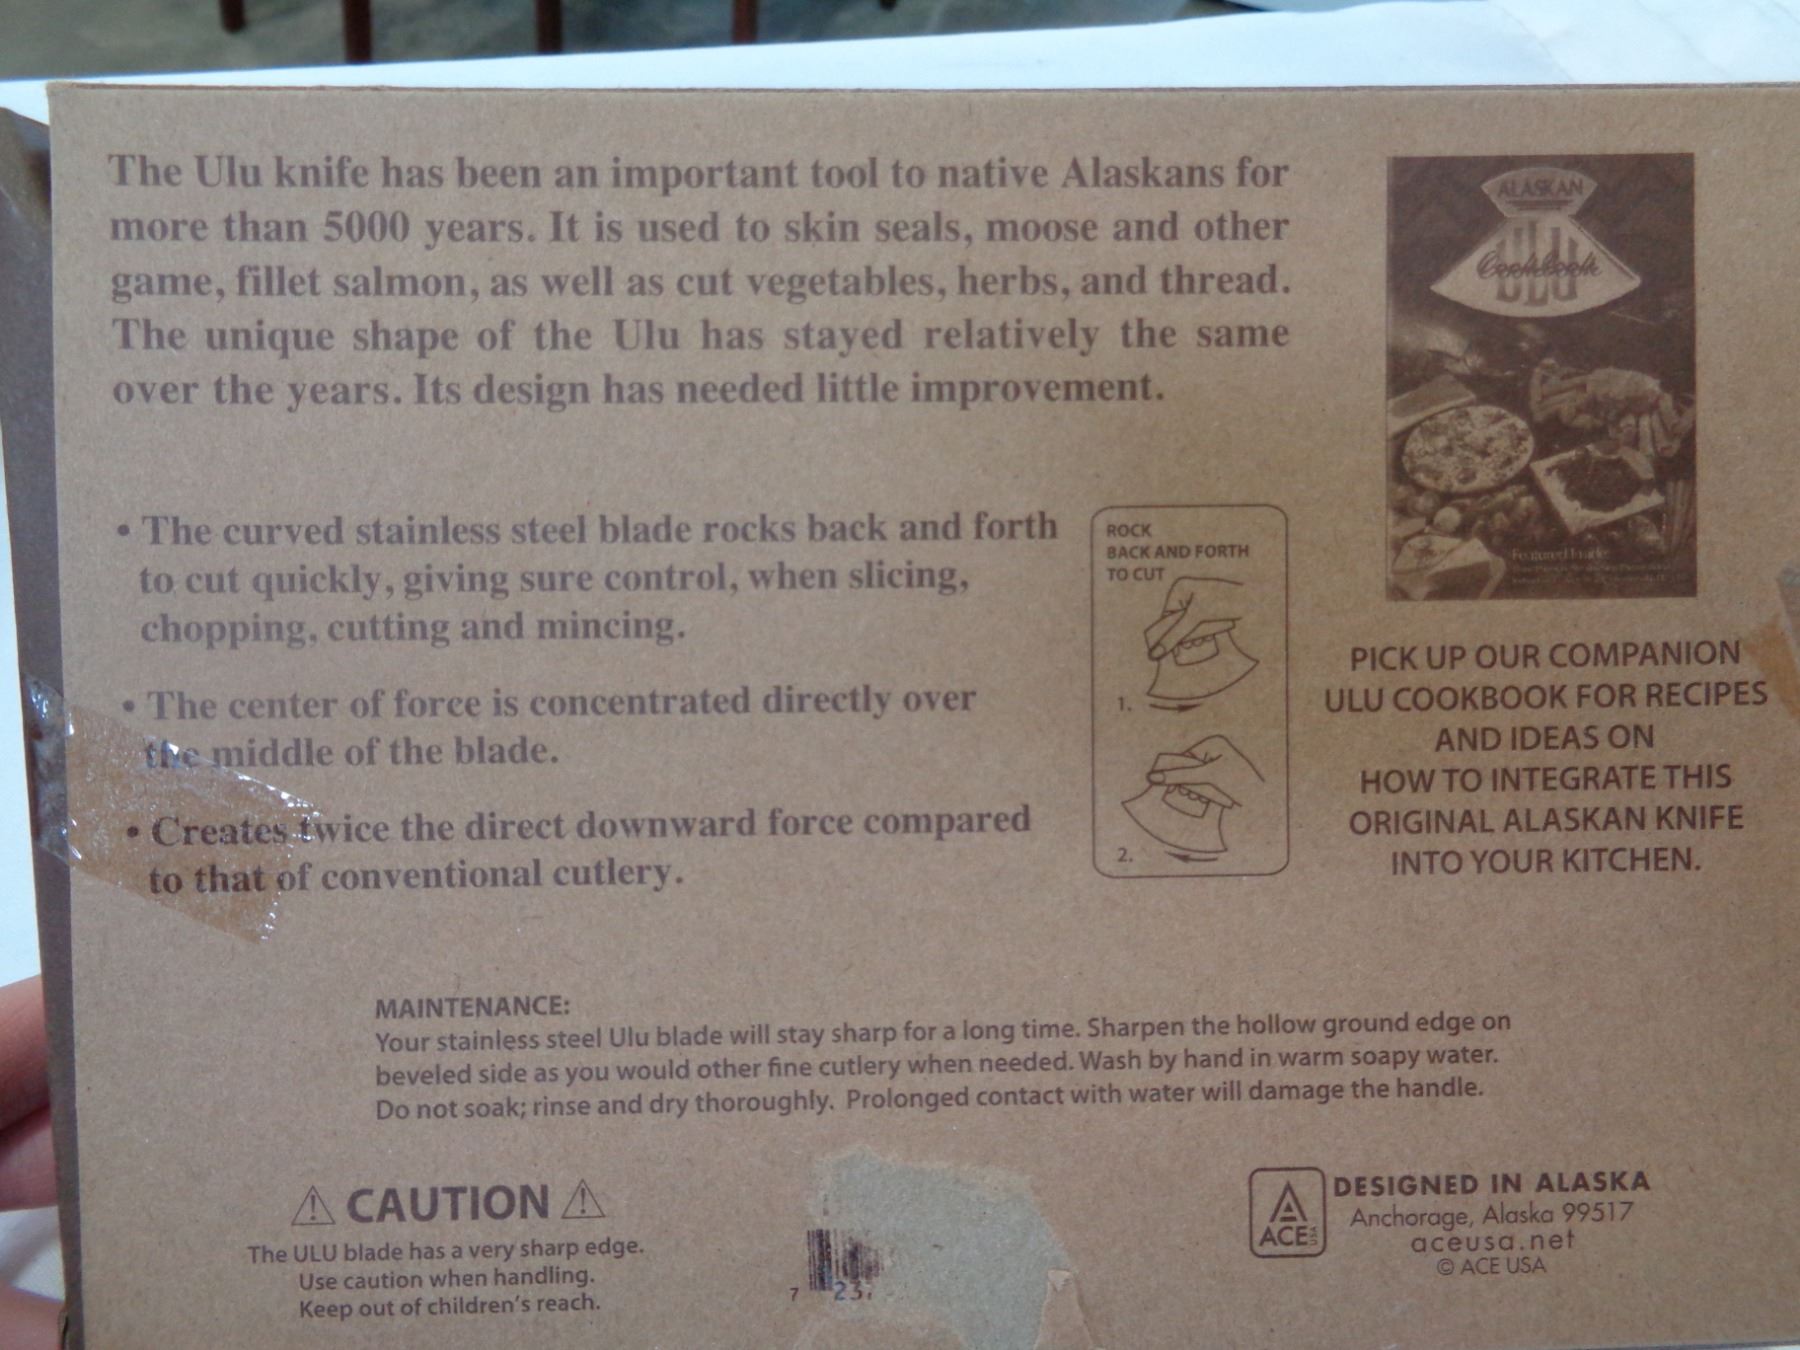 The Ulu knife has been an important tool to native Alaskans for
more than 5000 years. It is used to skin seals, moose and other
game, fillet salmon, as well as cut vegetables, herbs, and thread.
The unique shape of the Ulu has stayed relatively the same
over the years. Its design has needed little improvement.
• The curved stainless steel blade rocks back and forth
to cut quickly, giving sure control, when slicing,
chopping, cutting and mincing.
• The center of force is concentrated directly over
the middle of the blade.
• Creates twice the direct downward force compared
to that of conventional cutlery.
ROCK
BACK AND FORTH
TO CUT
1.
2.
ALASKAN
ULU
Cookbook
Featured Inside:
PICK UP OUR COMPANION
ULU COOKBOOK FOR RECIPES
AND IDEAS ON
HOW TO INTEGRATE THIS
ORIGINAL ALASKAN KNIFE
INTO YOUR KITCHEN.
MAINTENANCE:
Your stainless steel Ulu blade will stay sharp for a long time. Sharpen the hollow ground edge on
beveled side as you would other fine cutlery when needed. Wash by hand in warm soapy water.
Do not soak; rinse and dry thoroughly. Prolonged contact with water will damage the handle.
CAUTION
The ULU blade has a very sharp edge.
Use caution when handling.
Keep out of children's reach.
7 23
ACE USA
DESIGNED IN ALASKA
Anchorage, Alaska 99517
aceusa.net
© ACE USA